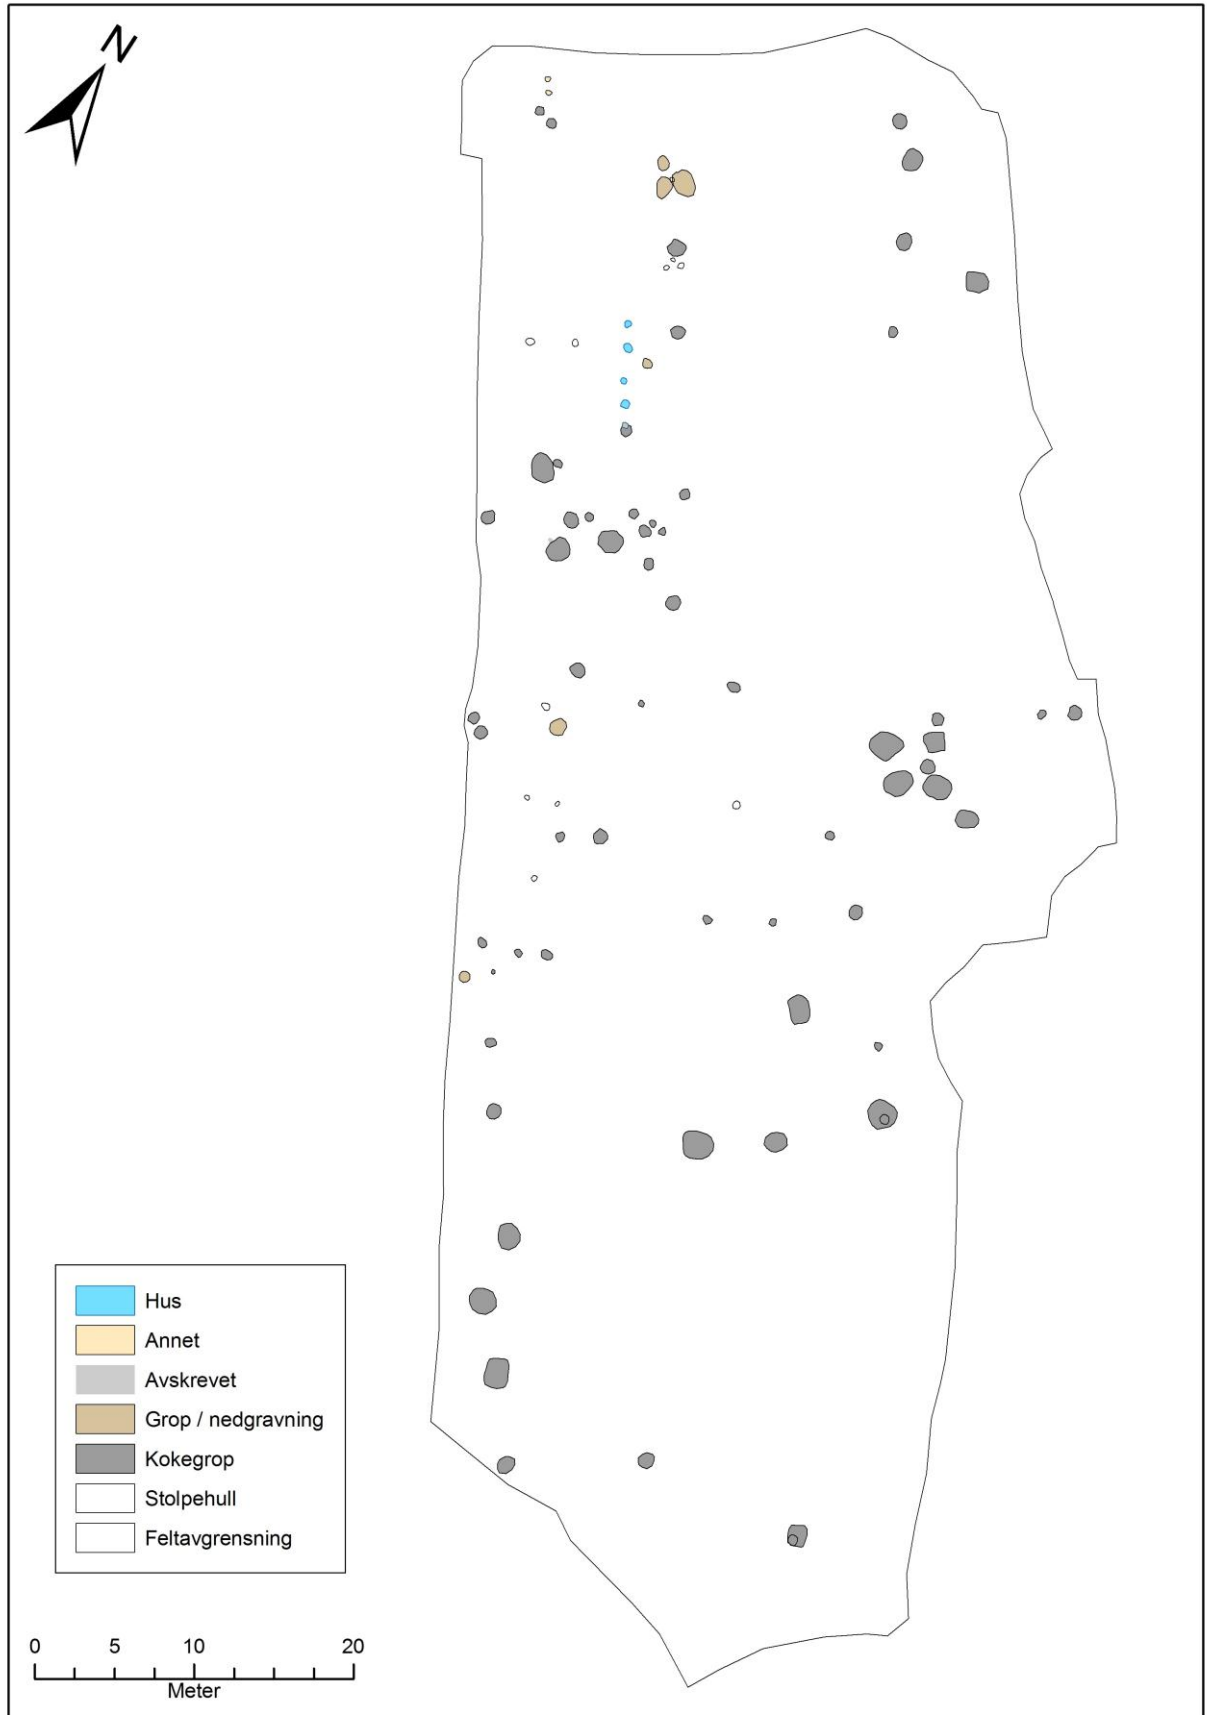 N
Hus
Annet
Avskrevet
Grop / nedgravning
Kokegrop
Stolpehull
Feltavgrensning
0 5 10 20
Meter